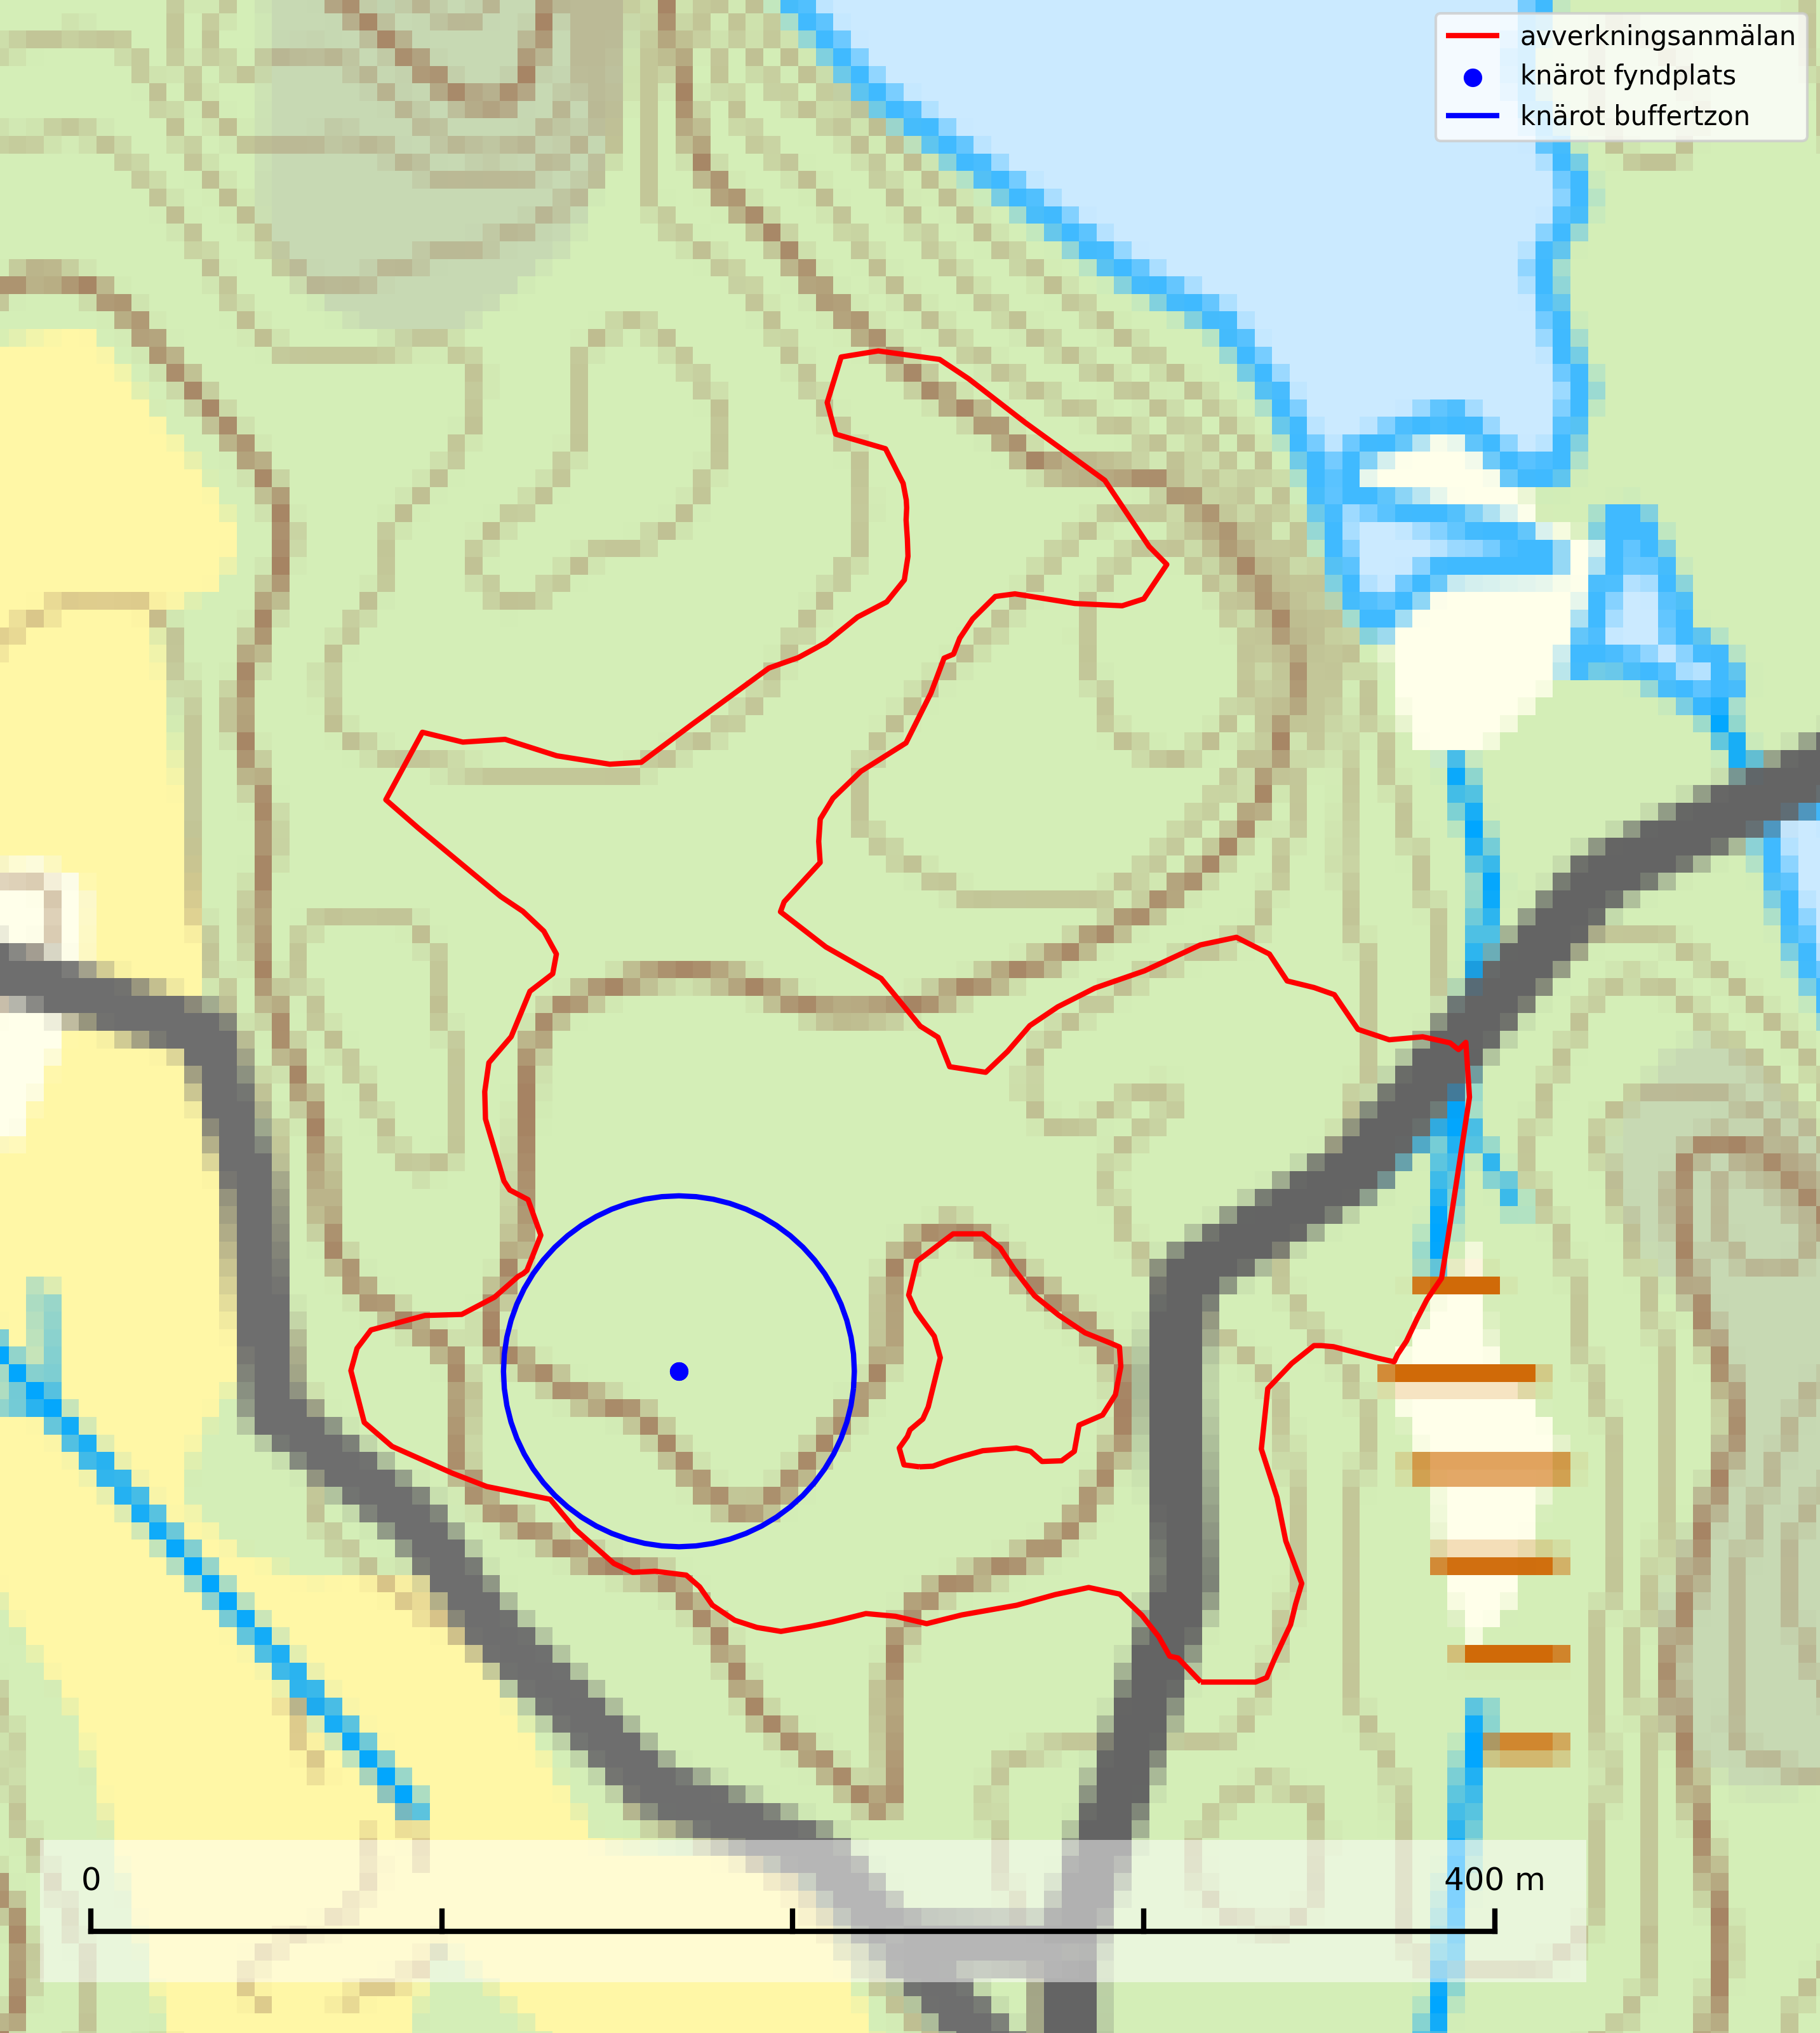 avverkningsanmälan
knärot fyndplats
knärot buffertzon
0
400 m